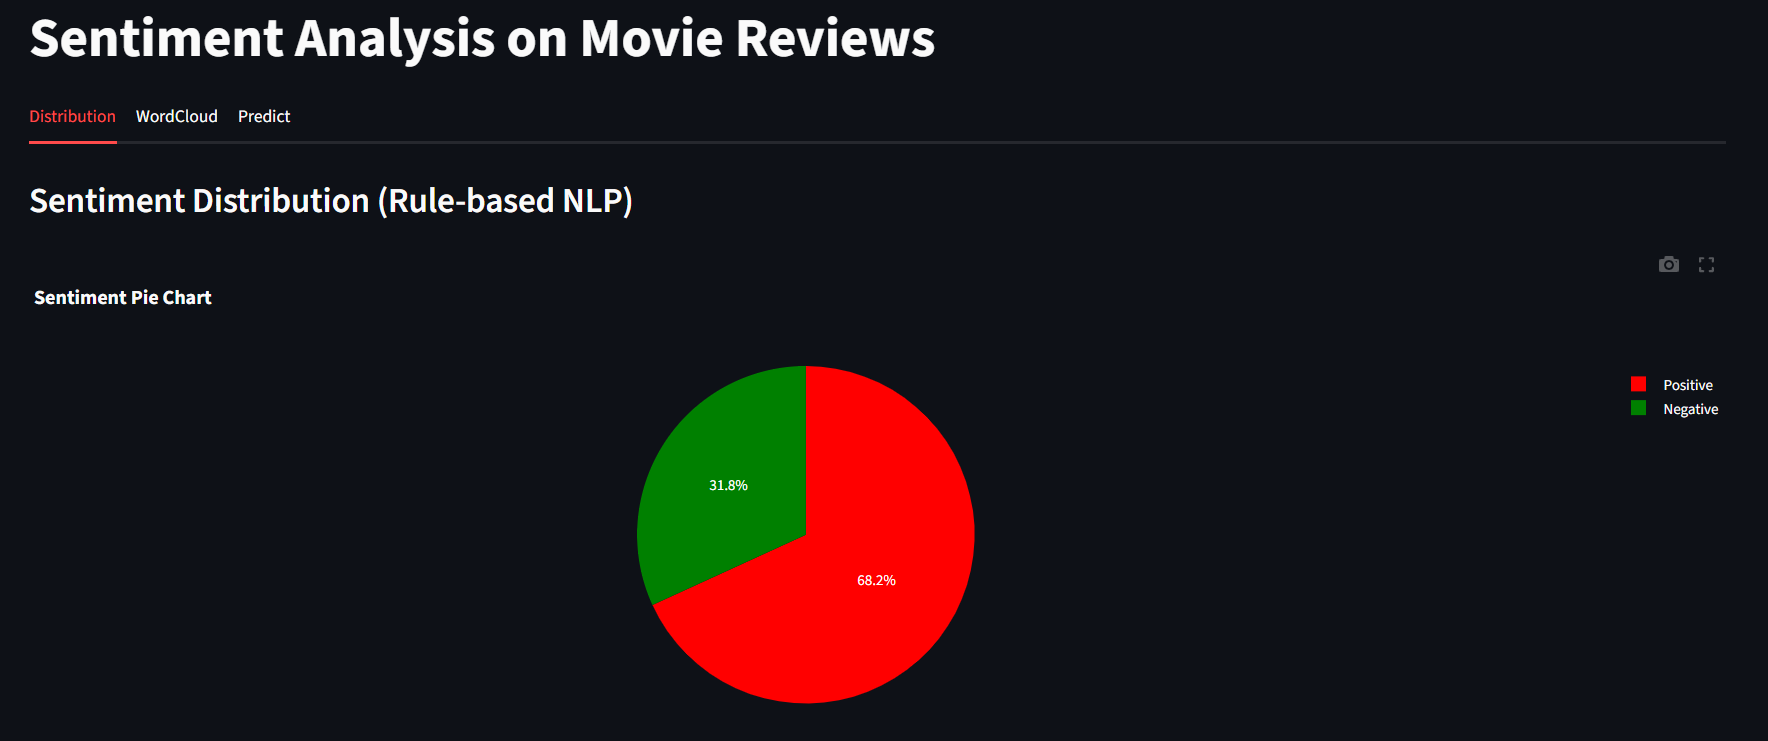 Sentiment Analysis on Movie Reviews
Distribution WordCloud Predict
Sentiment Distribution (Rule-based NLP)
Sentiment Pie Chart
Positive
Negative
31.8%
68.2%